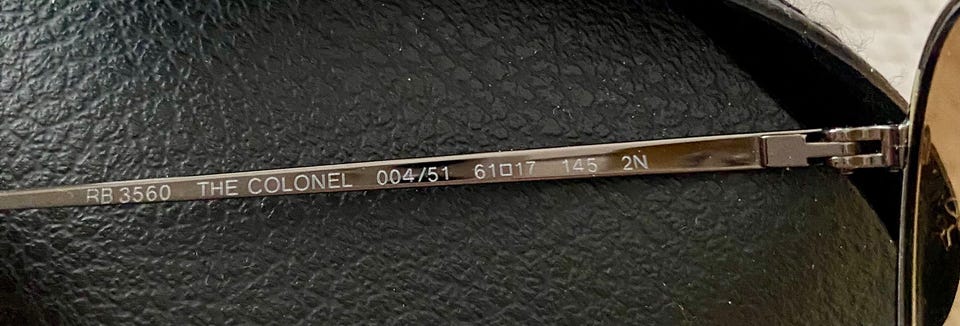 RB 3560 THE COLONEL 004/51 61□17 145 2N